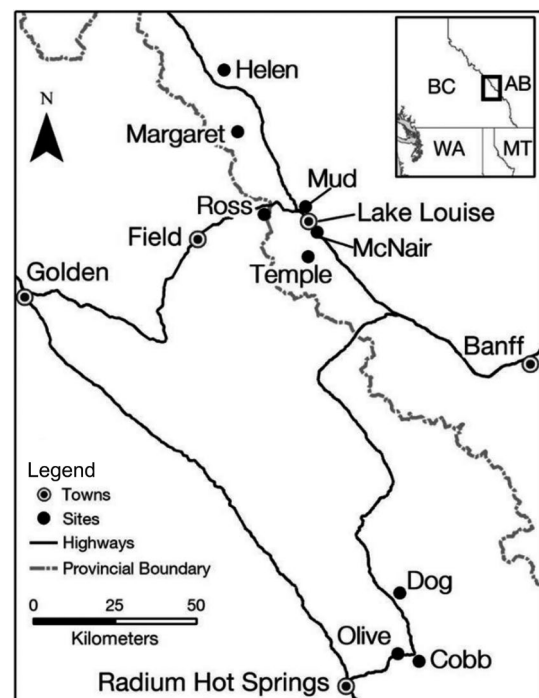 Helen
BC
AB
WA
MT
N
Margaret
Mud
Ross
Lake Louise
Field
McNair
Temple
Golden
Banff
Legend
Towns
Sites
Highways
Provincial Boundary
0 25 50
Kilometers
Dog
Olive
Cobb
Radium Hot Springs